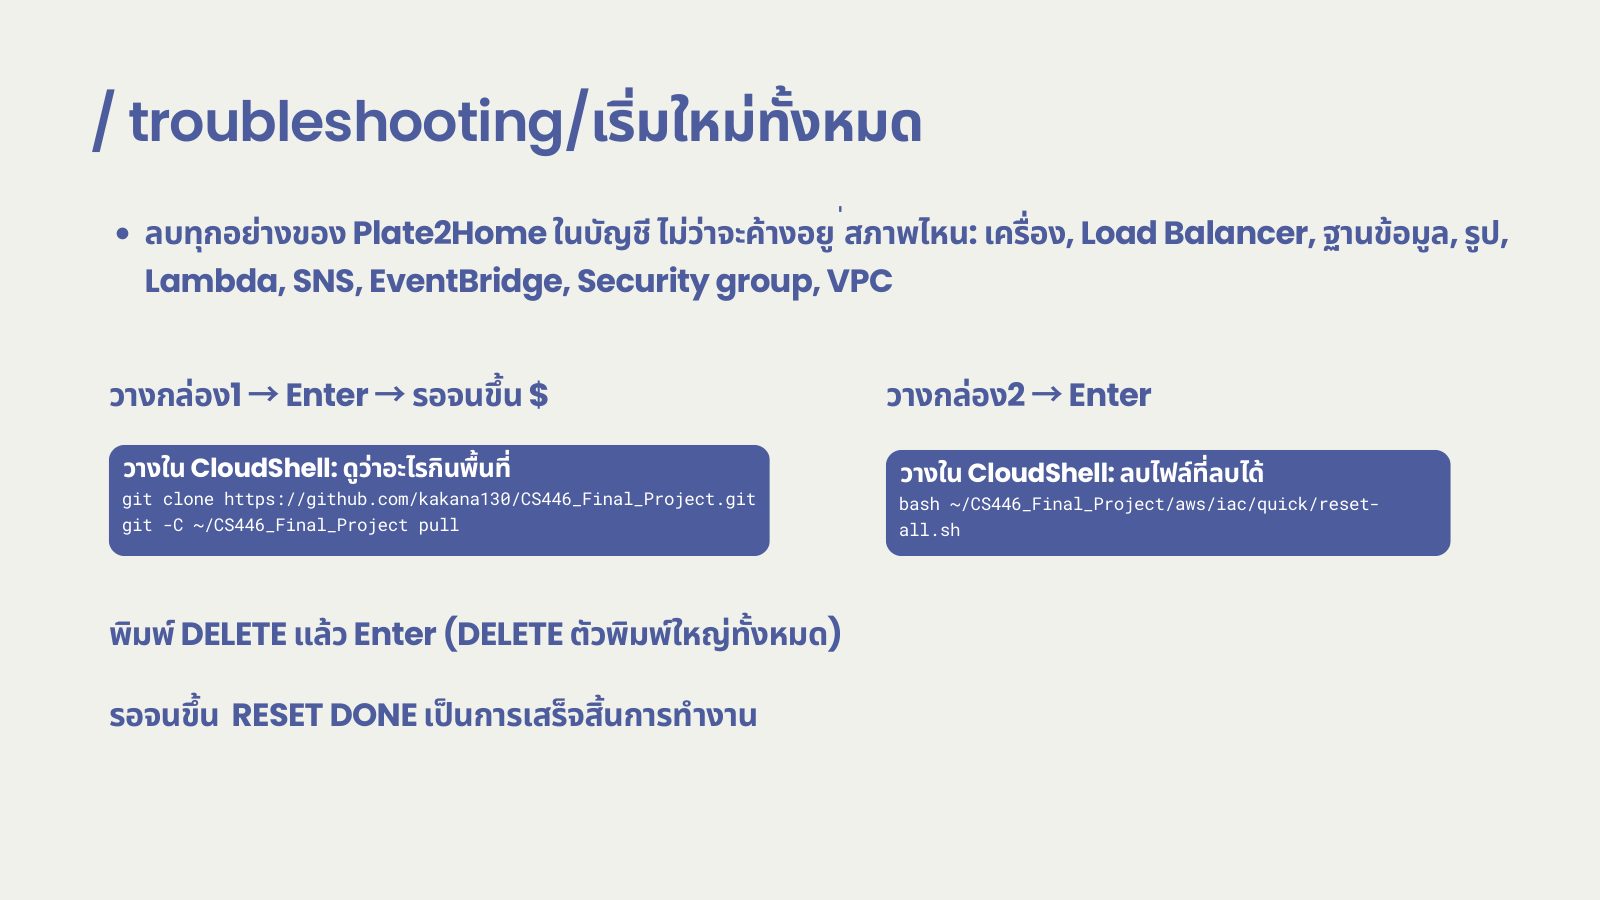 / troubleshooting/เริ่มใหม่ทั้งหมด
• ลบทุกอย่างของ Plate2Home ในบัญชี ไม่ว่าจะค้างอยู่สภาพไหน: เครื่อง, Load Balancer, ฐานข้อมูล, รูป,
Lambda, SNS, EventBridge, Security group, VPC
วางกล่อง1 → Enter → รอจนขึ้น $
วางใน CloudShell: ดูว่าอะไรกินพื้นที่
git clone https://github.com/kakana130/CS446_Final_Project.git
git -C ~/CS446_Final_Project pull
วางกล่อง2 → Enter
วางใน CloudShell: ลบไฟล์ที่ลบได้
bash ~/CS446_Final_Project/aws/iac/quick/reset-
all.sh
พิมพ์ DELETE แล้ว Enter (DELETE ตัวพิมพ์ใหญ่ทั้งหมด)
รอจนขึ้น RESET DONE เป็นการเสร็จสิ้นการทำงาน